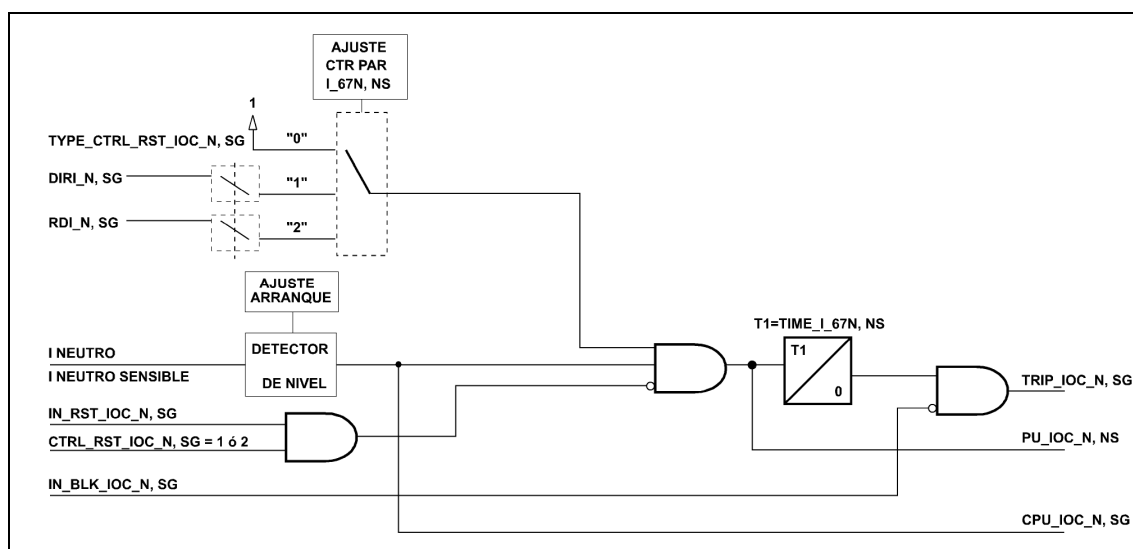 AJUSTE
CTR PAR
I_67N, NS
1
TYPE_CTRL_RST_IOC_N, SG
"0"
DIRI_N, SG
"1"
RDI_N, SG
"2"
AJUSTE
ARRANQUE
T1=TIME_I_67N, NS
I NEUTRO
I NEUTRO SENSIBLE
DETECTOR
DE NIVEL
T1
0
TRIP_IOC_N, SG
IN_RST_IOC_N, SG
CTRL_RST_IOC_N, SG = 1 ó 2
PU_IOC_N, NS
IN_BLK_IOC_N, SG
CPU_IOC_N, SG